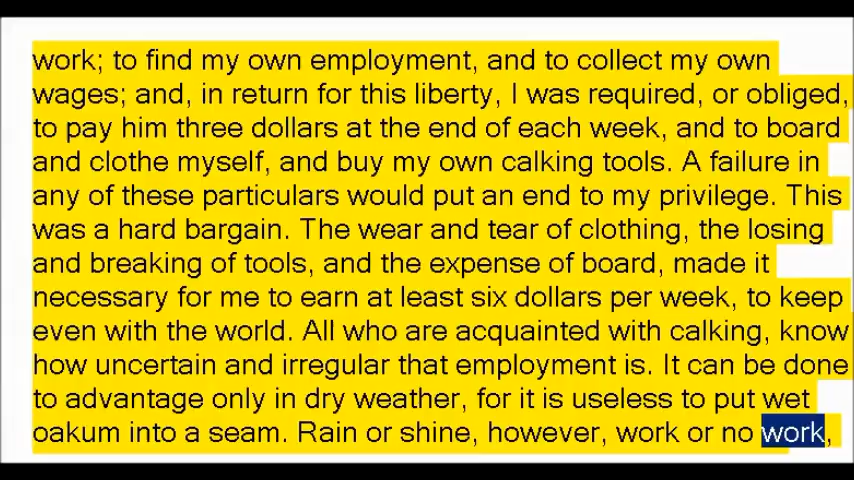 work; to find my own employment, and to collect my own
wages; and, in return for this liberty, I was required, or obliged,
to pay him three dollars at the end of each week, and to board
and clothe myself, and buy my own calking tools. A failure in
any of these particulars would put an end to my privilege. This
was a hard bargain. The wear and tear of clothing, the losing
and breaking of tools, and the expense of board, made it
necessary for me to earn at least six dollars per week, to keep
even with the world. All who are acquainted with calking, know
how uncertain and irregular that employment is. It can be done
to advantage only in dry weather, for it is useless to put wet
oakum into a seam. Rain or shine, however, work or no work,